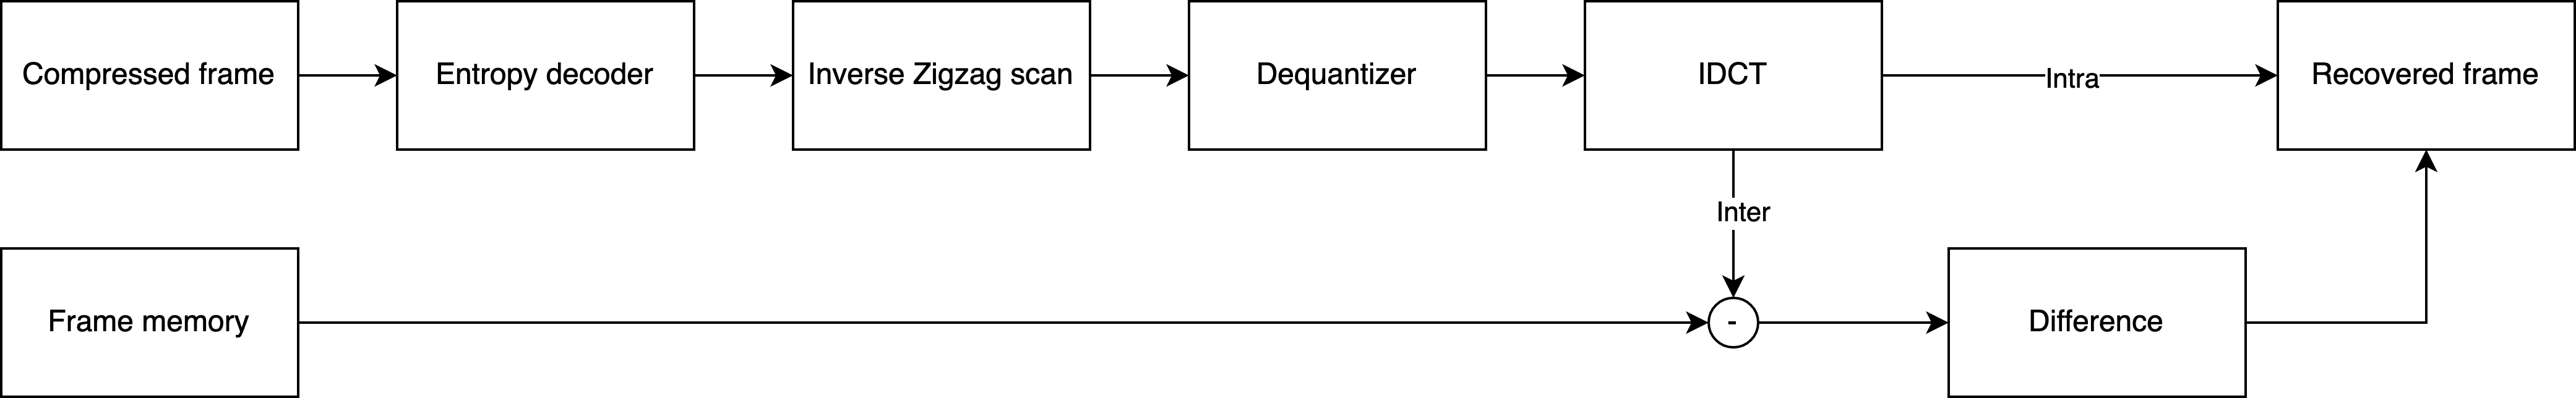 Compressed frame
Entropy decoder
Inverse Zigzag scan
Dequantizer
IDCT
Intra
Recovered frame
Inter
Frame memory
-
Difference